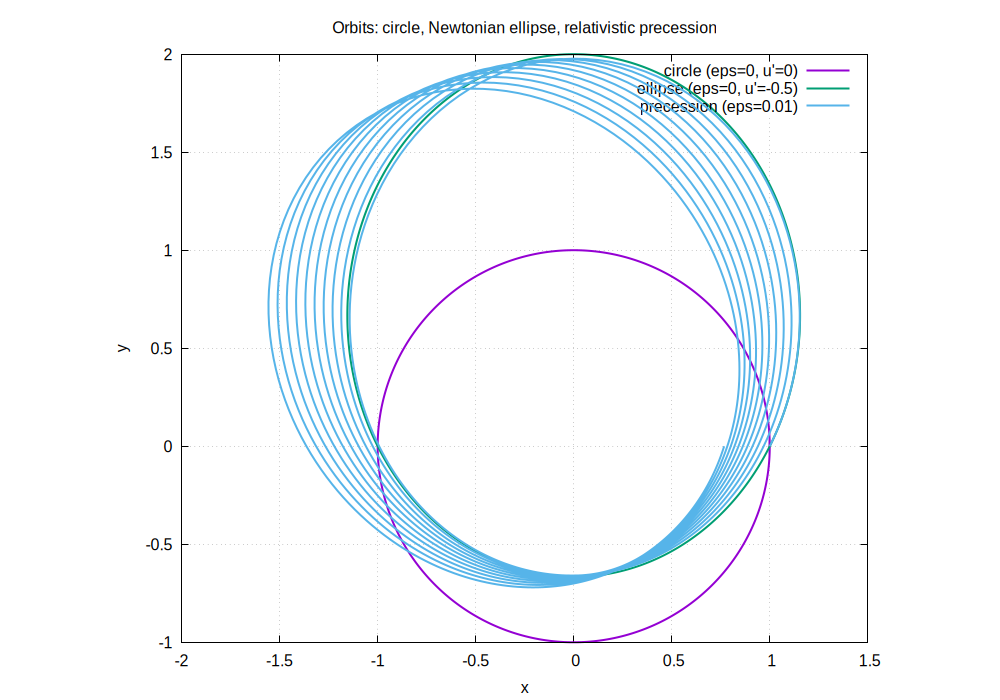 Orbits: circle, Newtonian ellipse, relativistic precession
circle (eps=0, u'=0)
ellipse (eps=0, u'=-0.5)
precession (eps=0.01)
2
1.5
1
0.5
0
-0.5
-1
y
-2
-1.5
-1
-0.5
0
0.5
1
1.5
x